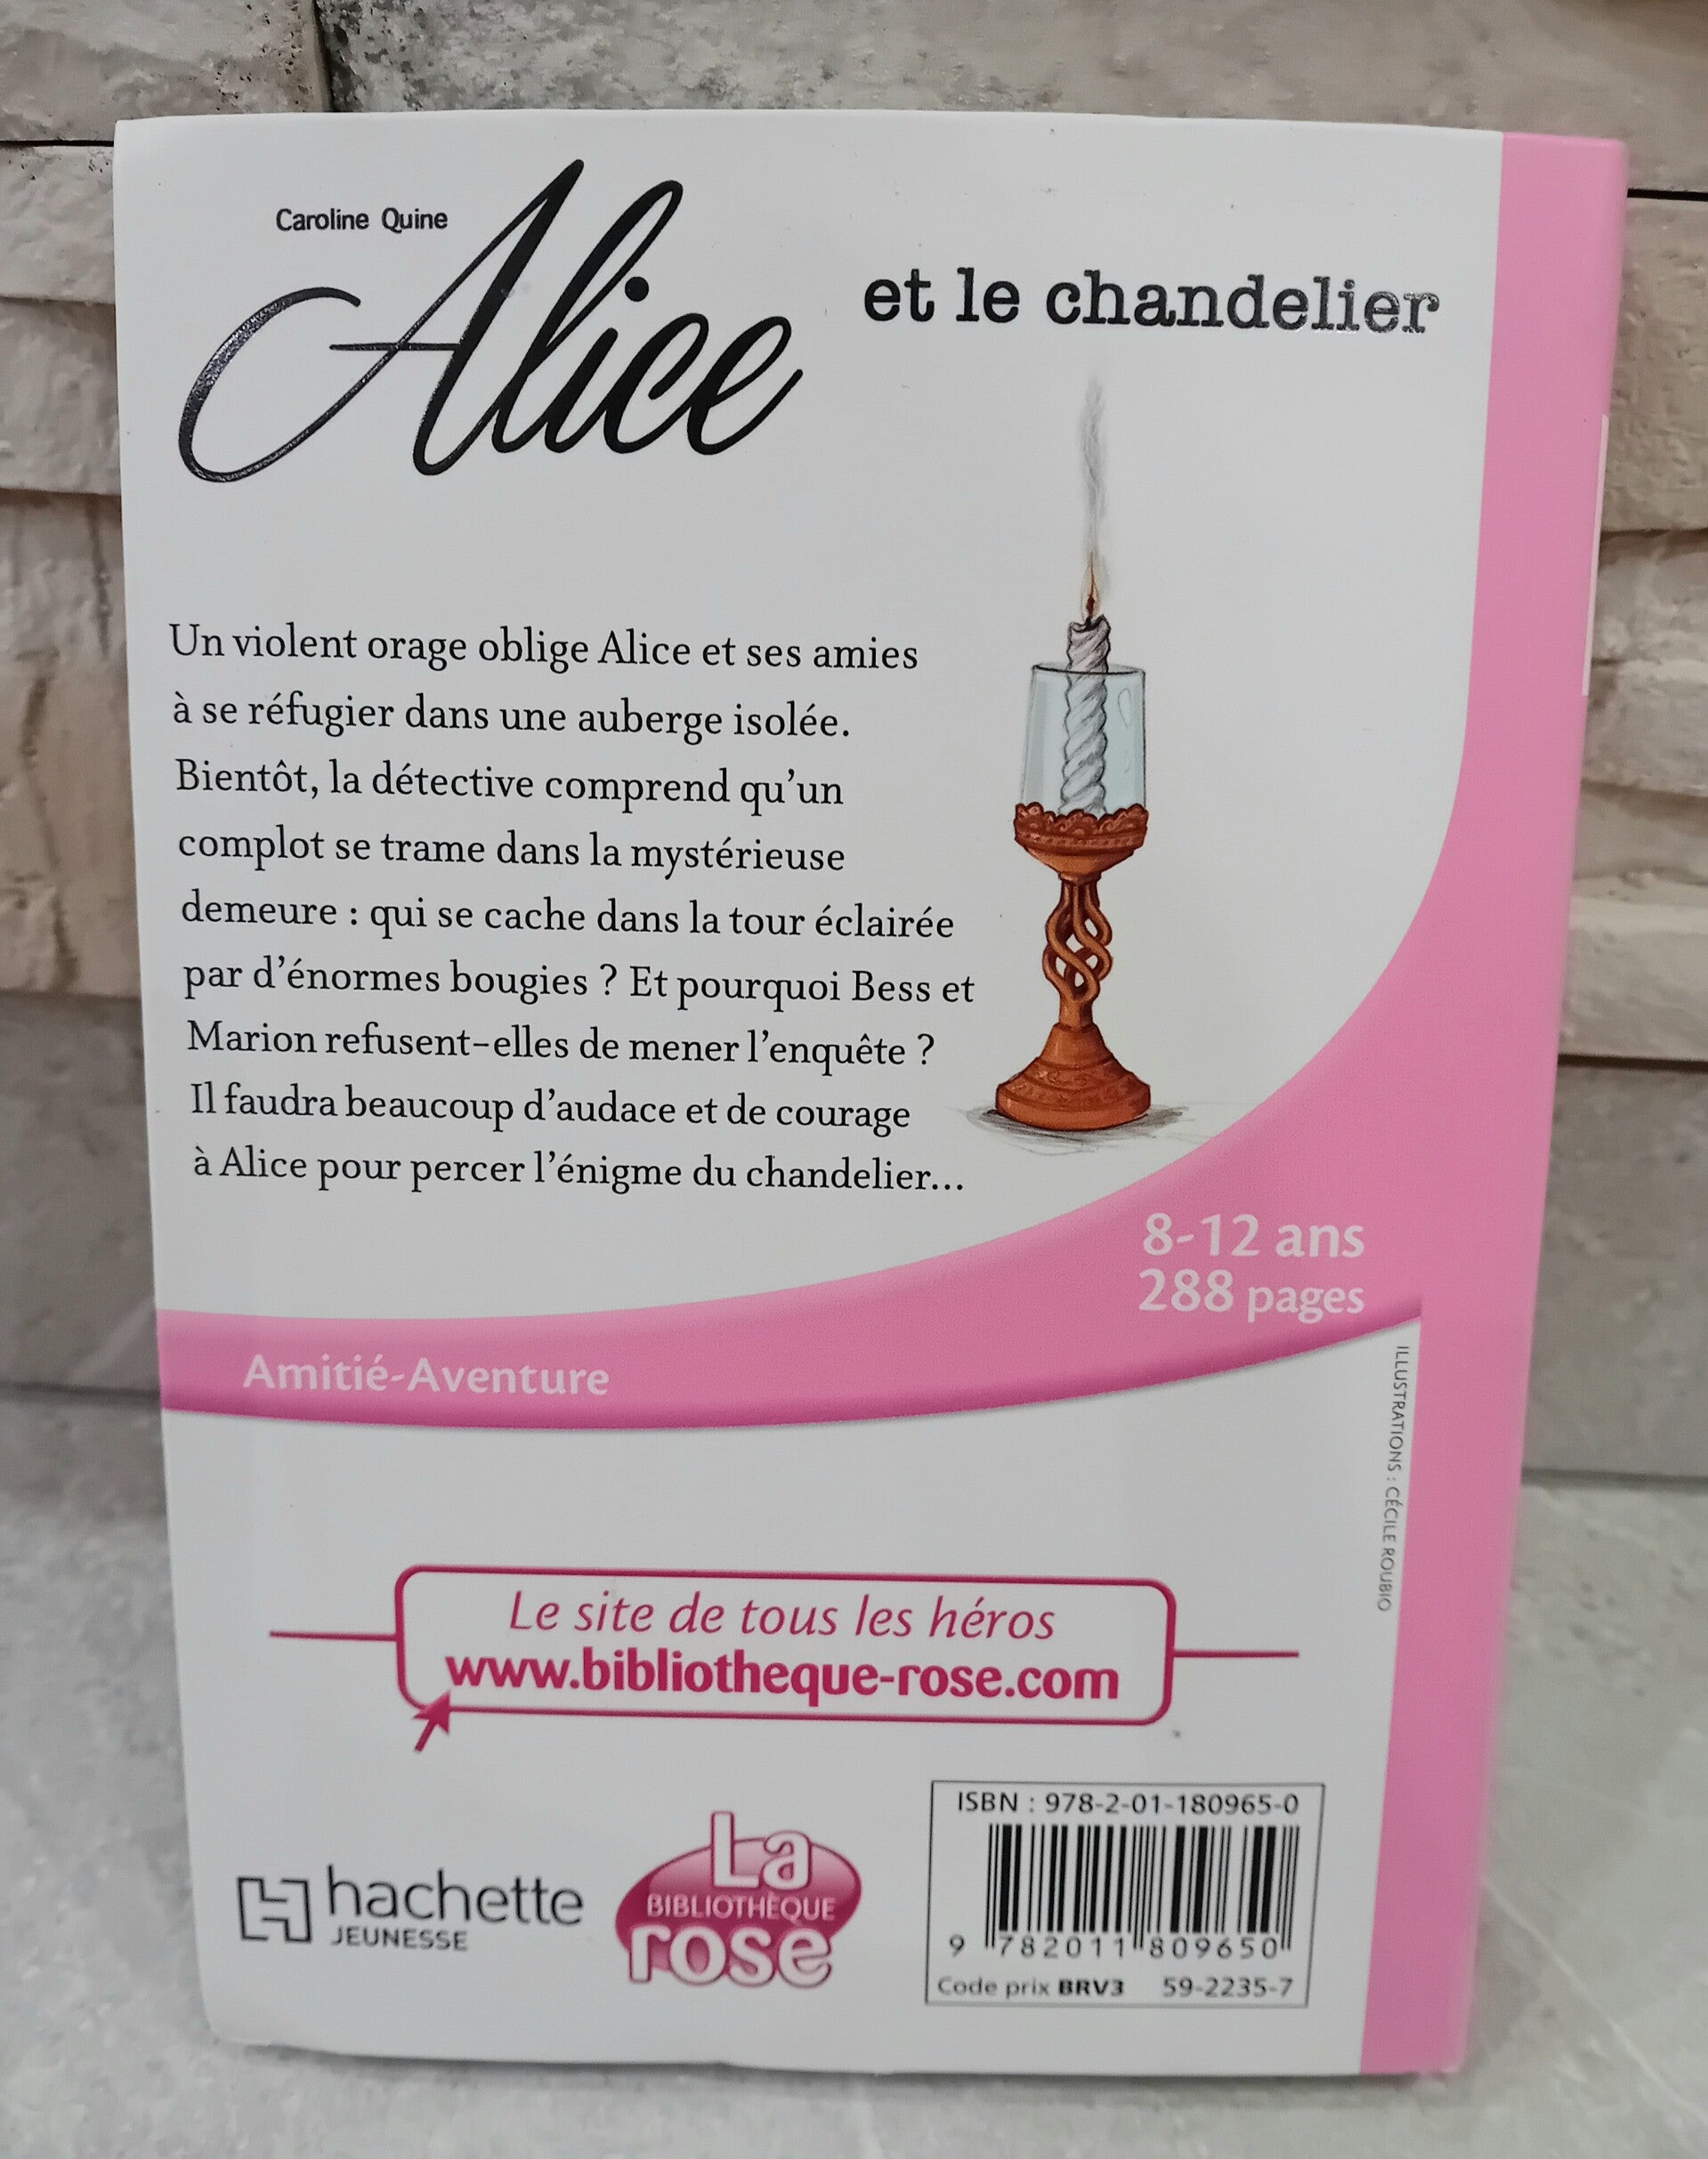 Caroline Quine
Alice
et le chandelier
Un violent orage oblige Alice et ses amies
à se réfugier dans une auberge isolée.
Bientôt, la détective comprend qu'un
complot se trame dans la mystérieuse
demeure : qui se cache dans la tour éclairée
par d'énormes bougies ? Et pourquoi Bess et
Marion refusent-elles de mener l'enquête ?
Il faudra beaucoup d'audace et de courage
à Alice pour percer l'énigme du chandelier...
8-12 ans
288 pages
Amitié-Aventure
ILLUSTRATIONS : CÉCILE ROUBIO
Le site de tous les héros
www.bibliotheque-rose.com
hachette
JEUNESSE
La
BIBLIOTHÈQUE
rose
ISBN : 978-2-01-180965-0
9 782011 809650
Code prix BRV3 59-2235-7